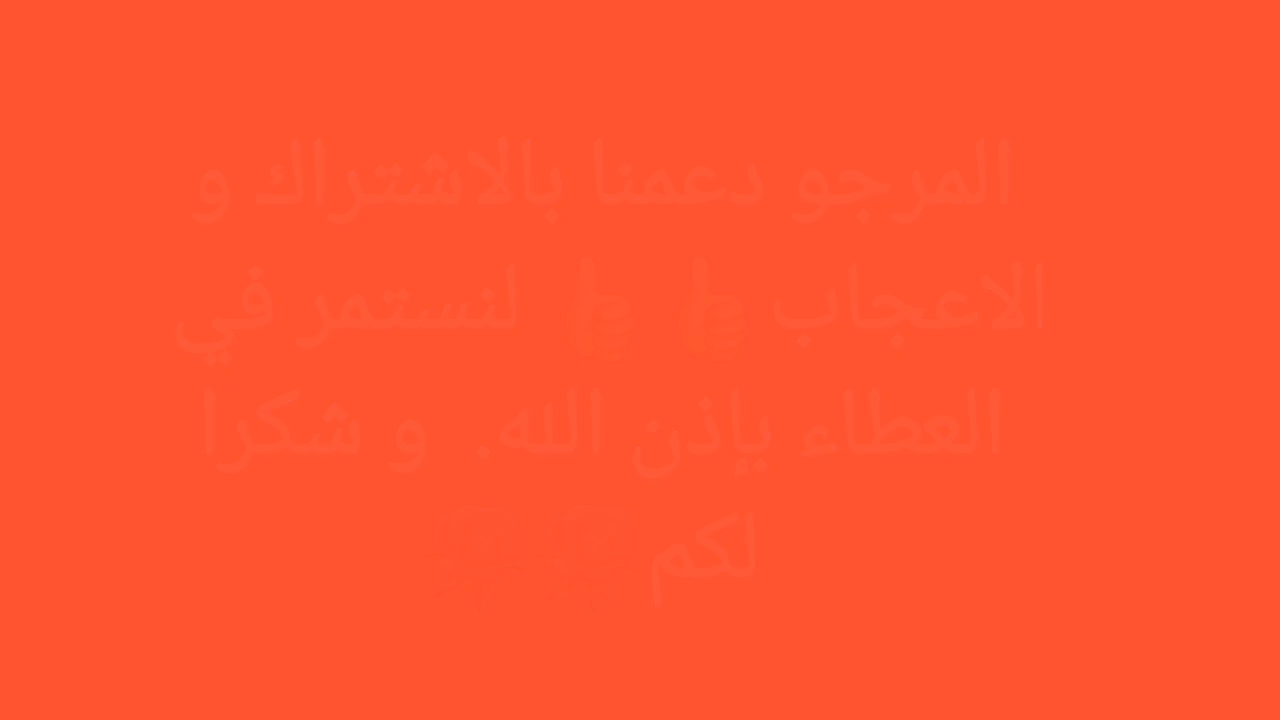 المرجو دعمنا بالاشتراك و
الاعجاب 👍 👍 لنستمر في
العطاء بإذن الله. و شكرا
لكم 🌹🌹